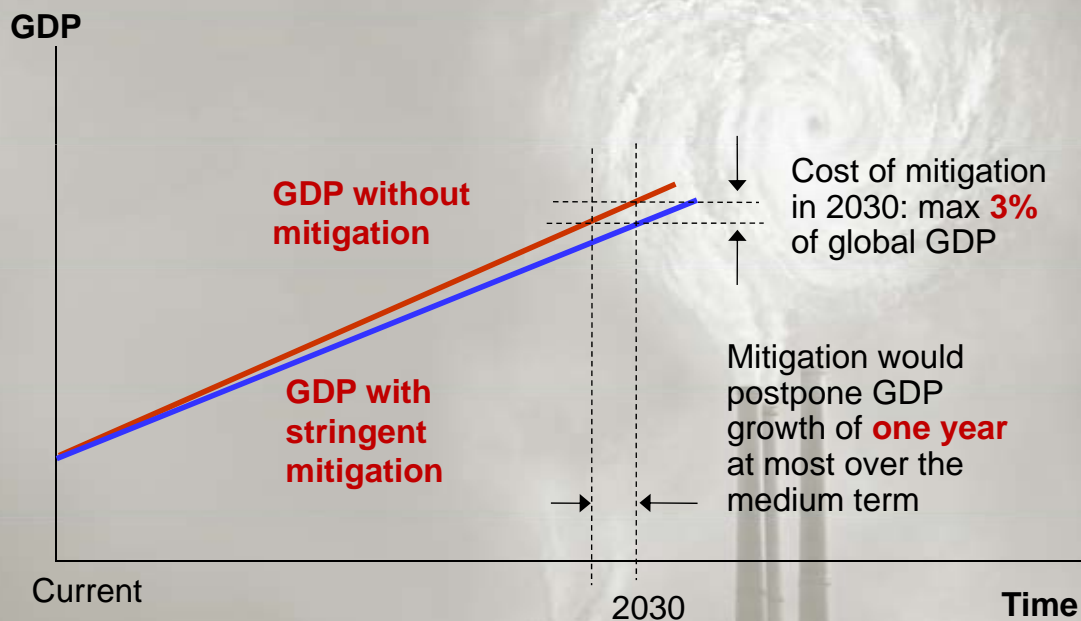 GDP
GDP without
mitigation
Cost of mitigation
in 2030: max 3%
of global GDP
GDP with
stringent
mitigation
Mitigation would
postpone GDP
growth of one year
at most over the
medium term
Current
2030
Time